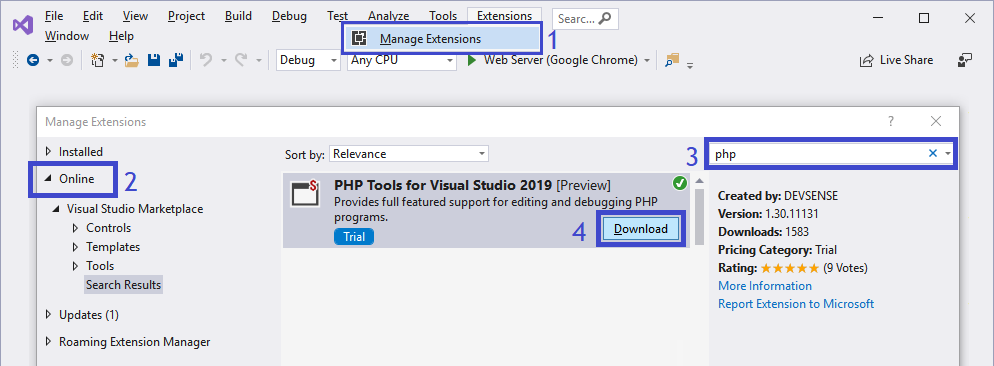 File Edit View Project Build Debug Test Analyze Tools Extensions Searc...
Window Help
Manage Extensions 1
Debug Any CPU Web Server (Google Chrome) Live Share
Manage Extensions ?
Installed
Sort by: Relevance
3 php
Online 2
PHP Tools for Visual Studio 2019 [Preview]
Provides full featured support for editing and debugging PHP
programs.
Trial
4 Download
Visual Studio Marketplace
Controls
Templates
Tools
Search Results
Updates (1)
Roaming Extension Manager
Created by: DEVSENSE
Version: 1.30.11131
Downloads: 1583
Pricing Category: Trial
Rating: ★★★★★ (9 Votes)
More Information
Report Extension to Microsoft